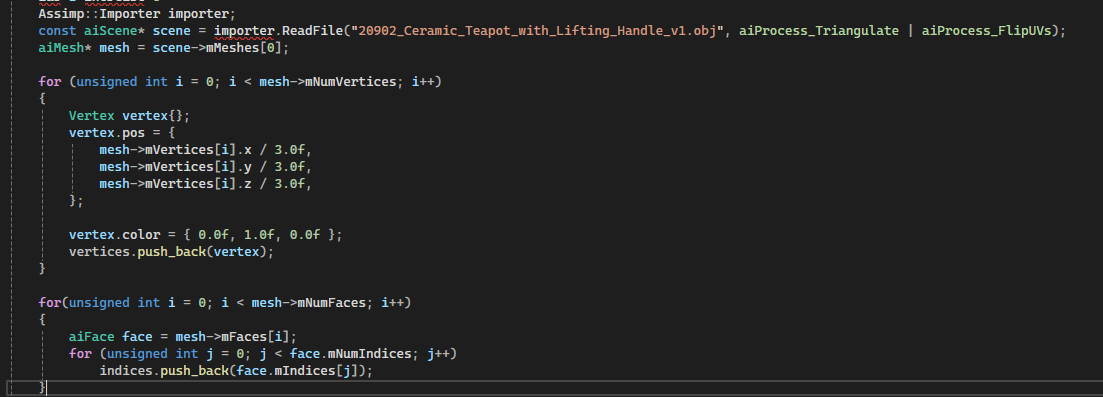 Assimp::Importer importer;
const aiScene* scene = importer.ReadFile("20902_Ceramic_Teapot_with_Lifting_Handle_v1.obj", aiProcess_Triangulate | aiProcess_FlipUVs);
aiMesh* mesh = scene->mMeshes[0];

for (unsigned int i = 0; i < mesh->mNumVertices; i++)
{
    Vertex vertex{};
    vertex.pos = {
        mesh->mVertices[i].x / 3.0f,
        mesh->mVertices[i].y / 3.0f,
        mesh->mVertices[i].z / 3.0f,
    };

    vertex.color = { 0.0f, 1.0f, 0.0f };
    vertices.push_back(vertex);
}

for(unsigned int i = 0; i < mesh->mNumFaces; i++)
{
    aiFace face = mesh->mFaces[i];
    for (unsigned int j = 0; j < face.mNumIndices; j++)
        indices.push_back(face.mIndices[j]);
}